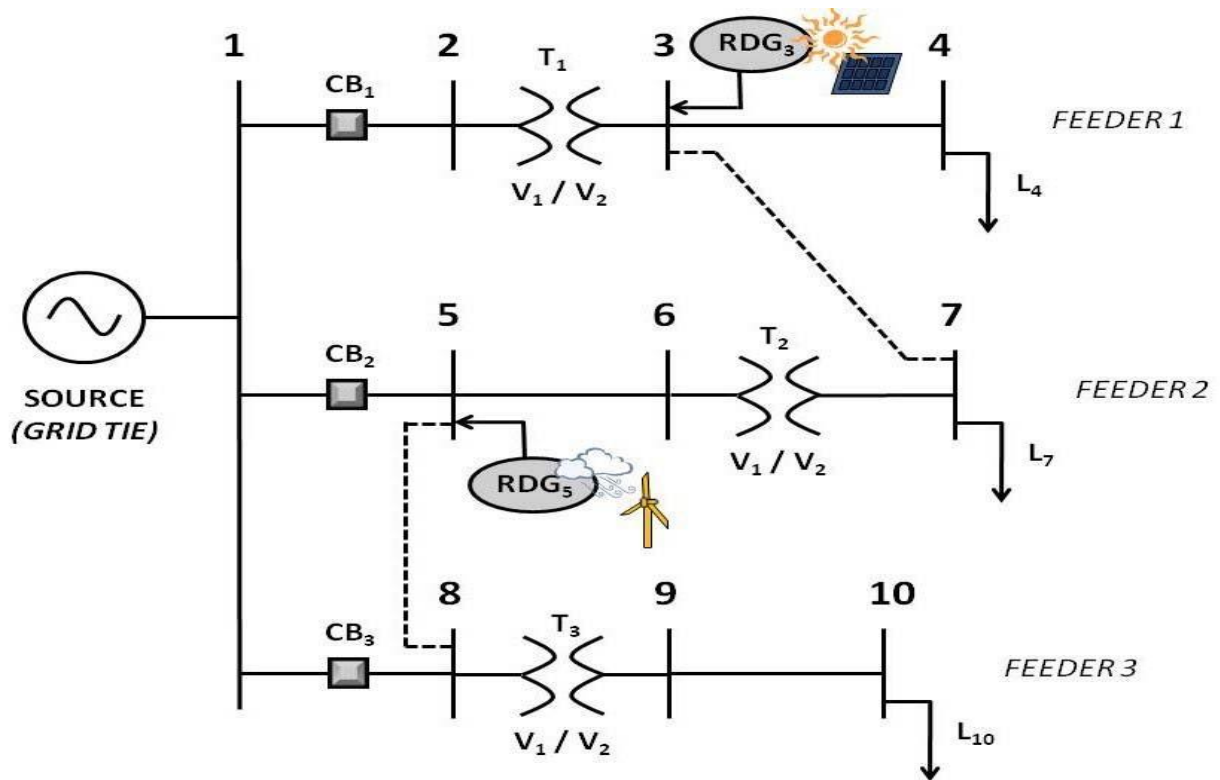 1
2
T₁
3
RDG₃
4
CB₁
FEEDER 1
V₁ / V₂
L₄
5
6
T₂
7
CB₂
SOURCE
(GRID TIE)
FEEDER 2
V₁ / V₂
L₇
RDG₅
8
T₃
9
10
CB₃
FEEDER 3
V₁ / V₂
L₁₀